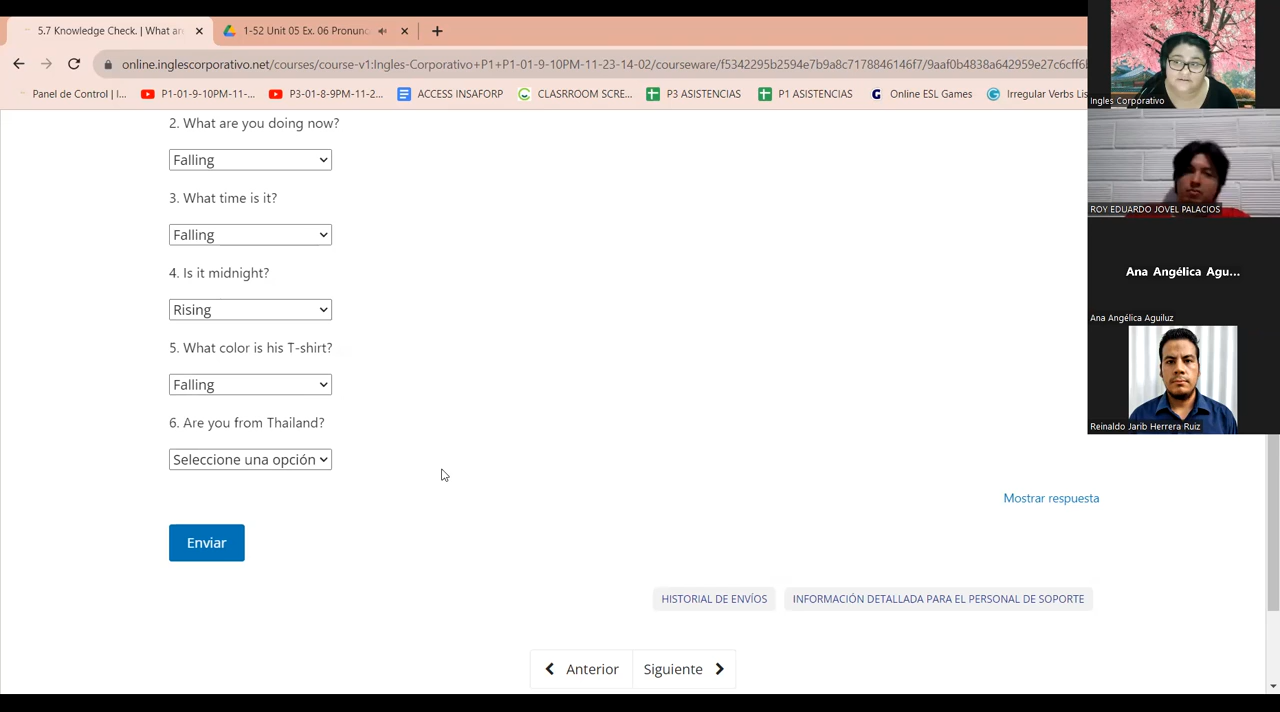 5.7 Knowledge Check. | What are
1-52 Unit 05 Ex. 06 Pronunc
online.inglescorporativo.net/courses/course-v1:Ingles-Corporativo+P1+P1-01-9-10PM-11-23-14-02/courseware/f5342295b2594e7b9a8c7178846146f7/9aaf0b4838a642959e27c6cff6b
Panel de Control | I...
P1-01-9-10PM-11-...
P3-01-8-9PM-11-2...
ACCESS INSAFORP
CLASRROOM SCRE...
P3 ASISTENCIAS
P1 ASISTENCIAS
Online ESL Games
Irregular Verbs Lis
Ingles Corporativo
2. What are you doing now?
Falling
3. What time is it?
Falling
4. Is it midnight?
Rising
5. What color is his T-shirt?
Falling
6. Are you from Thailand?
Seleccione una opción
Mostrar respuesta
Enviar
HISTORIAL DE ENVÍOS
INFORMACIÓN DETALLADA PARA EL PERSONAL DE SOPORTE
Anterior
Siguiente
ROY EDUARDO JOVEL PALACIOS
Ana Angélica Agu...
Ana Angélica Aguiluz
Reinaldo Jarib Herrera Ruiz